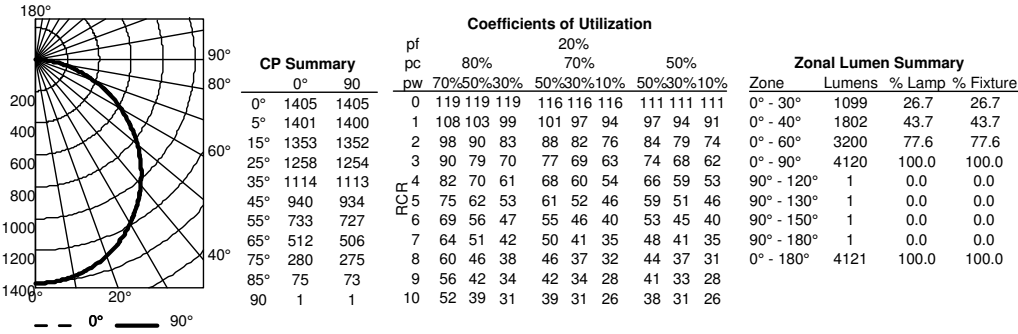 180°
90°
80°
60°
40°
20°
0°
200
400
600
800
1000
1200
1400
0° 90°
CP Summary
0° 90
0° 1405 1405
5° 1401 1400
15° 1353 1352
25° 1258 1254
35° 1114 1113
45° 940 934
55° 733 727
65° 512 506
75° 280 275
85° 75 73
90 1 1
Coefficients of Utilization
pf 20%
pc 80% 70% 50%
pw 70%50%30% 50%30%10% 50%30%10%
RCR
0 119 119 119 116 116 116 111 111 111
1 108 103 99 101 97 94 97 94 91
2 98 90 83 88 82 76 84 79 74
3 90 79 70 77 69 63 74 68 62
4 82 70 61 68 60 54 66 59 53
5 75 62 53 61 52 46 59 51 46
6 69 56 47 55 46 40 53 45 40
7 64 51 42 50 41 35 48 41 35
8 60 46 38 46 37 32 44 37 31
9 56 42 34 42 34 28 41 33 28
10 52 39 31 39 31 26 38 31 26
Zonal Lumen Summary
Zone Lumens % Lamp % Fixture
0° - 30° 1099 26.7 26.7
0° - 40° 1802 43.7 43.7
0° - 60° 3200 77.6 77.6
0° - 90° 4120 100.0 100.0
90° - 120° 1 0.0 0.0
90° - 130° 1 0.0 0.0
90° - 150° 1 0.0 0.0
90° - 180° 1 0.0 0.0
0° - 180° 4121 100.0 100.0